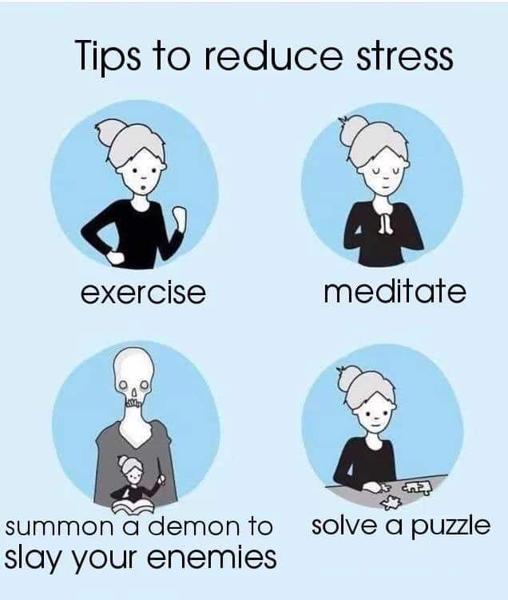 Tips to reduce stress
exercise
meditate
summon a demon to
slay your enemies
solve a puzzle